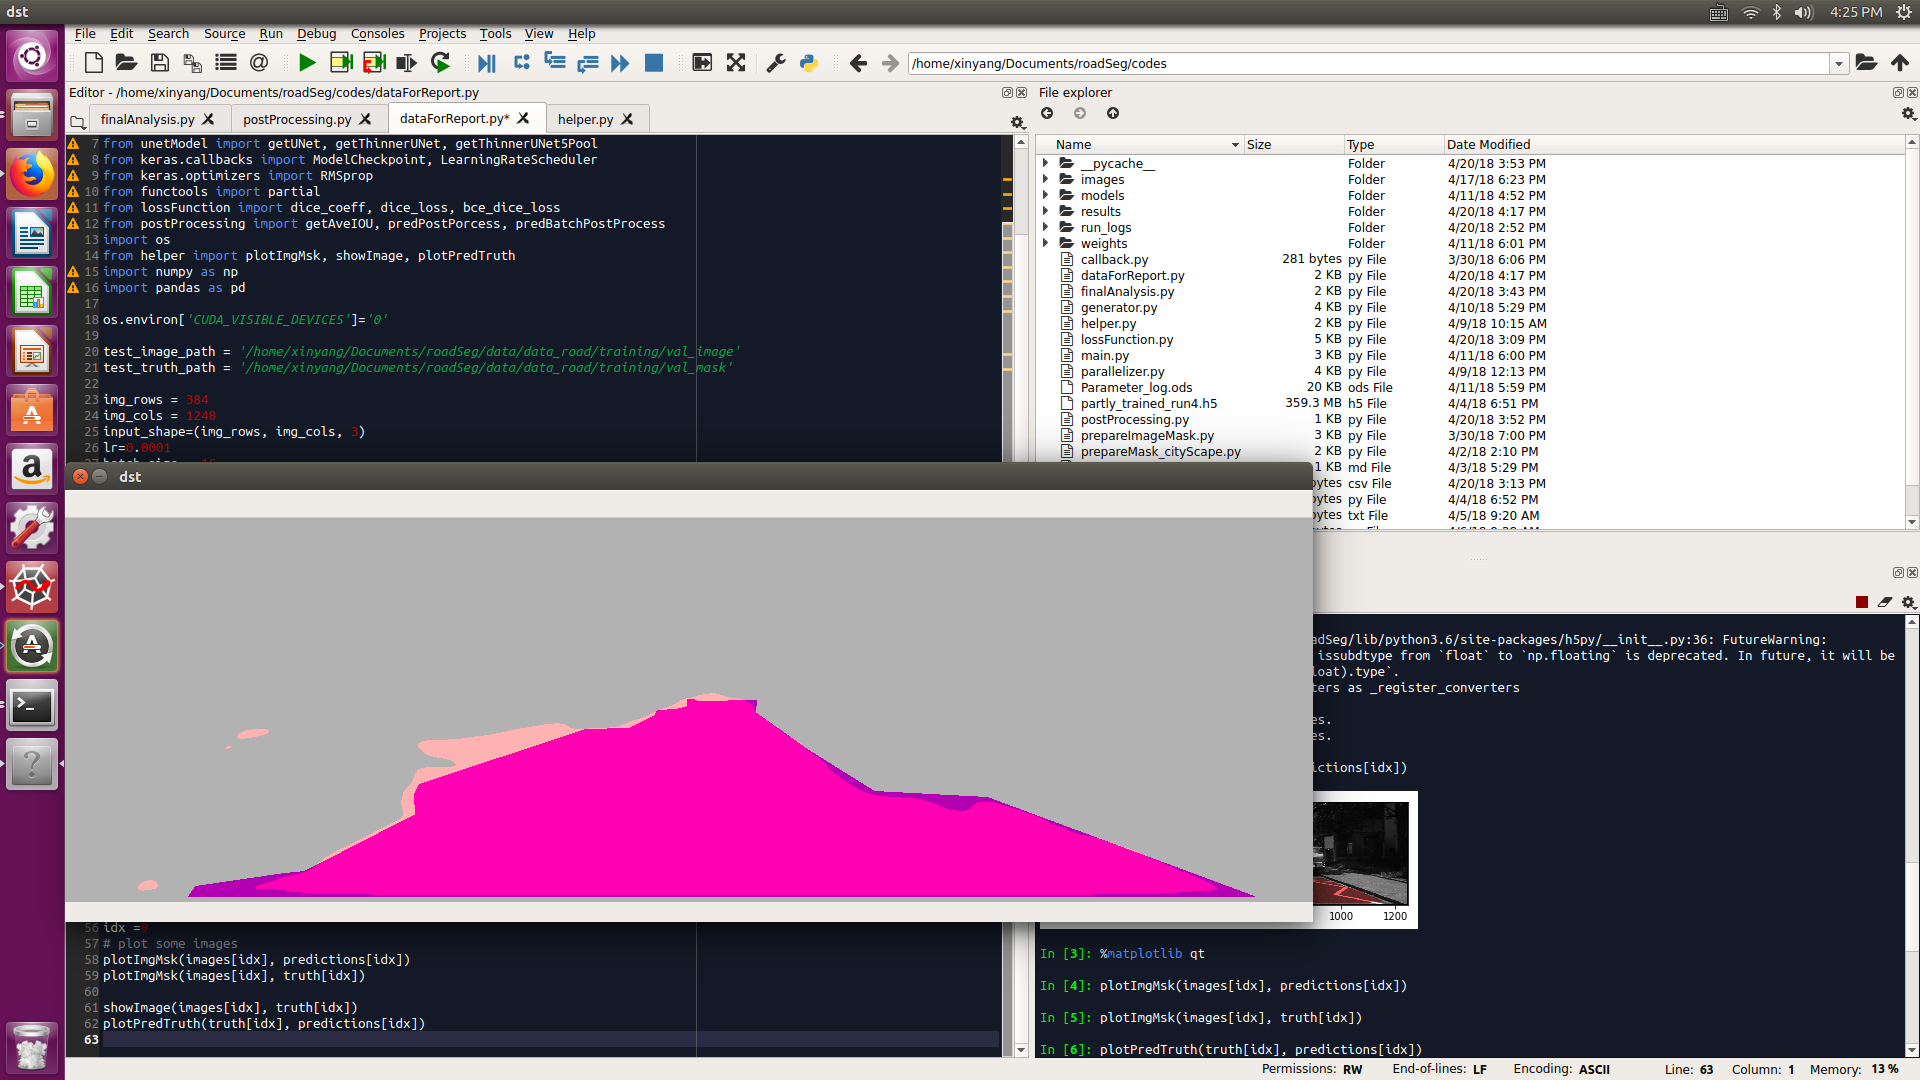 dst
4:25 PM
File Edit Search Source Run Debug Consoles Projects Tools View Help
/home/xinyang/Documents/roadSeg/codes
Editor - /home/xinyang/Documents/roadSeg/codes/dataForReport.py
finalAnalysis.py postProcessing.py dataForReport.py* helper.py
7 from unetModel import getUNet, getThinnerUNet, getThinnerUNet5Pool
8 from keras.callbacks import ModelCheckpoint, LearningRateScheduler
9 from keras.optimizers import RMSprop
10 from functools import partial
11 from lossFunction import dice_coeff, dice_loss, bce_dice_loss
12 from postProcessing import getAveIOU, predPostPorcess, predBatchPostProcess
13 import os
14 from helper import plotImgMsk, showImage, plotPredTruth
15 import numpy as np
16 import pandas as pd
17
18 os.environ['CUDA_VISIBLE_DEVICES']='0'
19
20 test_image_path = '/home/xinyang/Documents/roadSeg/data/data_road/training/val_image'
21 test_truth_path = '/home/xinyang/Documents/roadSeg/data/data_road/training/val_mask'
22
23 img_rows = 384
24 img_cols = 1248
25 input_shape=(img_rows, img_cols, 3)
26 lr=0.0001
dst
56 idx =9
57 # plot some images
58 plotImgMsk(images[idx], predictions[idx])
59 plotImgMsk(images[idx], truth[idx])
60
61 showImage(images[idx], truth[idx])
62 plotPredTruth(truth[idx], predictions[idx])
63
File explorer
Name Size Type Date Modified
__pycache__ Folder 4/20/18 3:53 PM
images Folder 4/17/18 6:23 PM
models Folder 4/11/18 4:52 PM
results Folder 4/20/18 4:17 PM
run_logs Folder 4/20/18 2:52 PM
weights Folder 4/11/18 6:01 PM
callback.py 281 bytes py File 3/30/18 6:06 PM
dataForReport.py 2 KB py File 4/20/18 4:17 PM
finalAnalysis.py 2 KB py File 4/20/18 3:43 PM
generator.py 4 KB py File 4/10/18 5:29 PM
helper.py 2 KB py File 4/9/18 10:15 AM
lossFunction.py 5 KB py File 4/20/18 3:09 PM
main.py 3 KB py File 4/11/18 6:00 PM
parallelizer.py 4 KB py File 4/9/18 12:13 PM
Parameter_log.ods 20 KB ods File 4/11/18 5:59 PM
partly_trained_run4.h5 359.3 MB h5 File 4/4/18 6:51 PM
postProcessing.py 1 KB py File 4/20/18 3:52 PM
prepareImageMask.py 3 KB py File 3/30/18 7:00 PM
prepareMask_cityScape.py 2 KB py File 4/2/18 2:10 PM
1 KB md File 4/3/18 5:29 PM
bytes csv File 4/20/18 3:13 PM
bytes py File 4/4/18 6:52 PM
bytes txt File 4/5/18 9:20 AM
adSeg/lib/python3.6/site-packages/h5py/__init__.py:36: FutureWarning:
issubdtype from `float` to `np.floating` is deprecated. In future, it will be
loat).type`.
ters as _register_converters
es.
es.
ictions[idx])
1000 1200
In [3]: %matplotlib qt
In [4]: plotImgMsk(images[idx], predictions[idx])
In [5]: plotImgMsk(images[idx], truth[idx])
In [6]: plotPredTruth(truth[idx], predictions[idx])
Permissions: RW End-of-lines: LF Encoding: ASCII Line: 63 Column: 1 Memory: 13 %